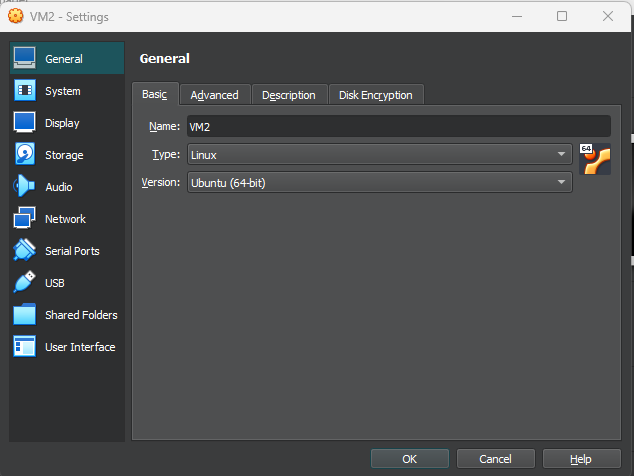 VM2 - Settings
General
System
Display
Storage
Audio
Network
Serial Ports
USB
Shared Folders
User Interface
General
Basic Advanced Description Disk Encryption
Name: VM2
Type: Linux
64
Version: Ubuntu (64-bit)
OK Cancel Help